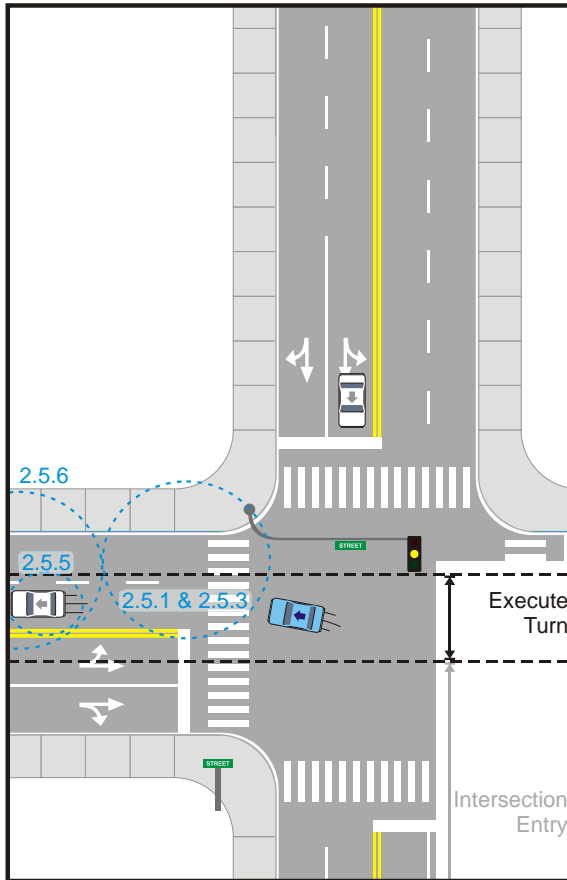 2.5.6
STREET
2.5.5
2.5.1 & 2.5.3
Execute
Turn
STREET
Intersection
Entry